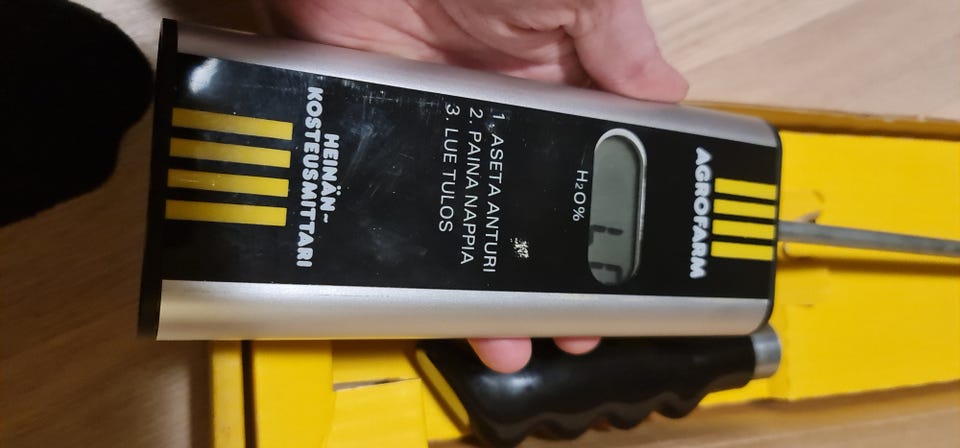 AGROFARM
H₂O%
1. ASETA ANTURI
2. PAINA NAPPIA
3. LUE TULOS
HEINÄN-
KOSTEUSMITTARI